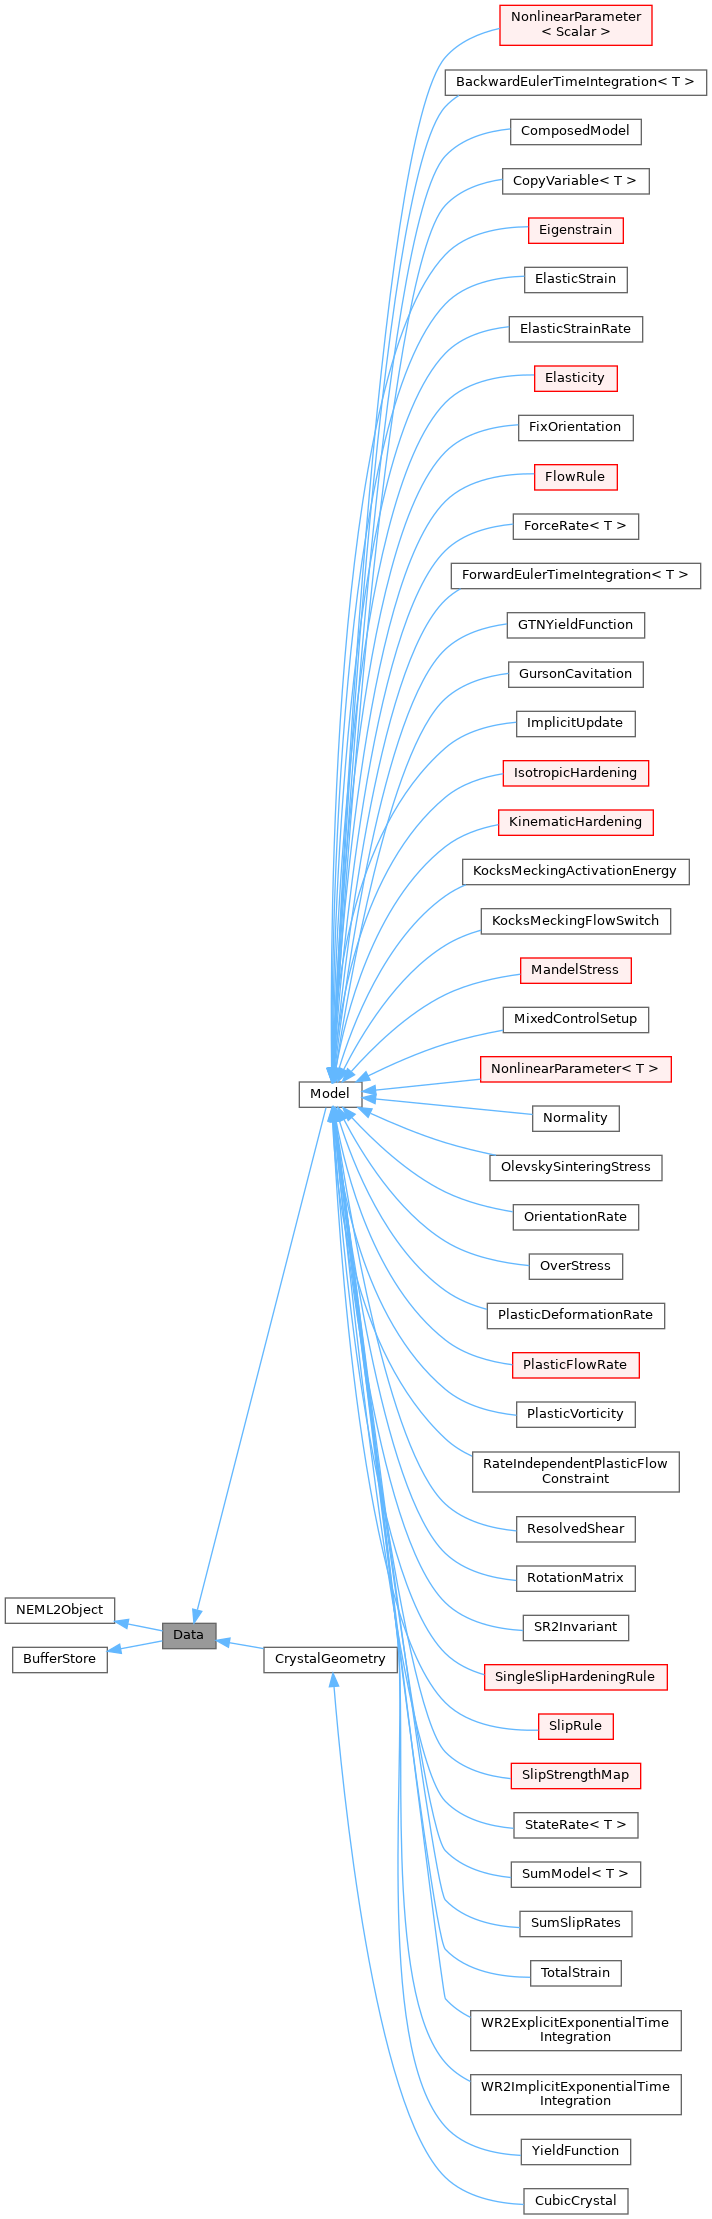 NonlinearParameter
< Scalar >
BackwardEulerTimeIntegration< T >
ComposedModel
CopyVariable< T >
Eigenstrain
ElasticStrain
ElasticStrainRate
Elasticity
FixOrientation
FlowRule
ForceRate< T >
ForwardEulerTimeIntegration< T >
GTNYieldFunction
GursonCavitation
ImplicitUpdate
IsotropicHardening
KinematicHardening
KocksMeckingActivationEnergy
KocksMeckingFlowSwitch
MandelStress
MixedControlSetup
NonlinearParameter< T >
Model
Normality
OlevskySinteringStress
OrientationRate
OverStress
PlasticDeformationRate
PlasticFlowRate
PlasticVorticity
RateIndependentPlasticFlow
Constraint
ResolvedShear
RotationMatrix
NEML2Object
SR2Invariant
Data
BufferStore
CrystalGeometry
SingleSlipHardeningRule
SlipRule
SlipStrengthMap
StateRate< T >
SumModel< T >
SumSlipRates
TotalStrain
WR2ExplicitExponentialTime
Integration
WR2ImplicitExponentialTime
Integration
YieldFunction
CubicCrystal